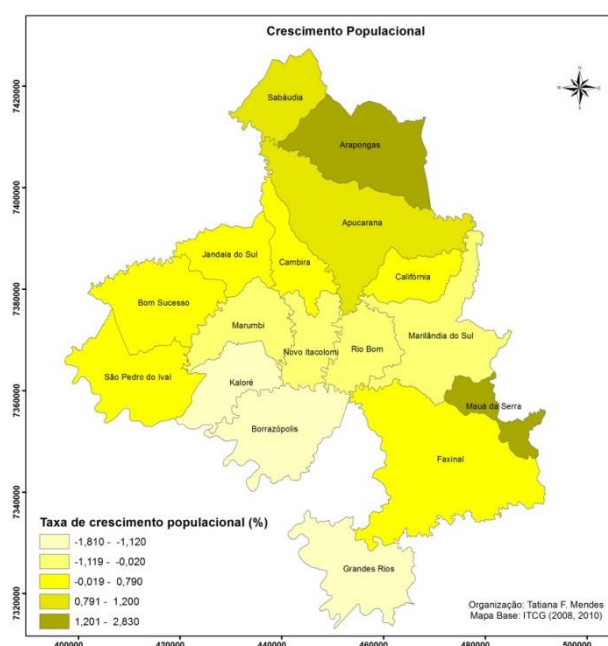 Crescimento Populacional
N
7420000
7400000
7380000
7360000
7340000
7320000
Sabáudia
Arapongas
Apucarana
Jandaia do Sul
Cambira
Califórnia
Bom Sucesso
Marumbi
Novo Itacolomi
Rio Bom
Marilândia do Sul
São Pedro do Ivaí
Kaloré
Mauá da Serra
Borrazópolis
Faxinal
Grandes Rios
Taxa de crescimento populacional (%)
-1,810 - -1,120
-1,119 - -0,020
-0,019 - 0,790
0,791 - 1,200
1,201 - 2,830
Organização: Tatiana F. Mendes
Mapa Base: ITCG (2008, 2010)
400000 420000 440000 460000 480000 500000